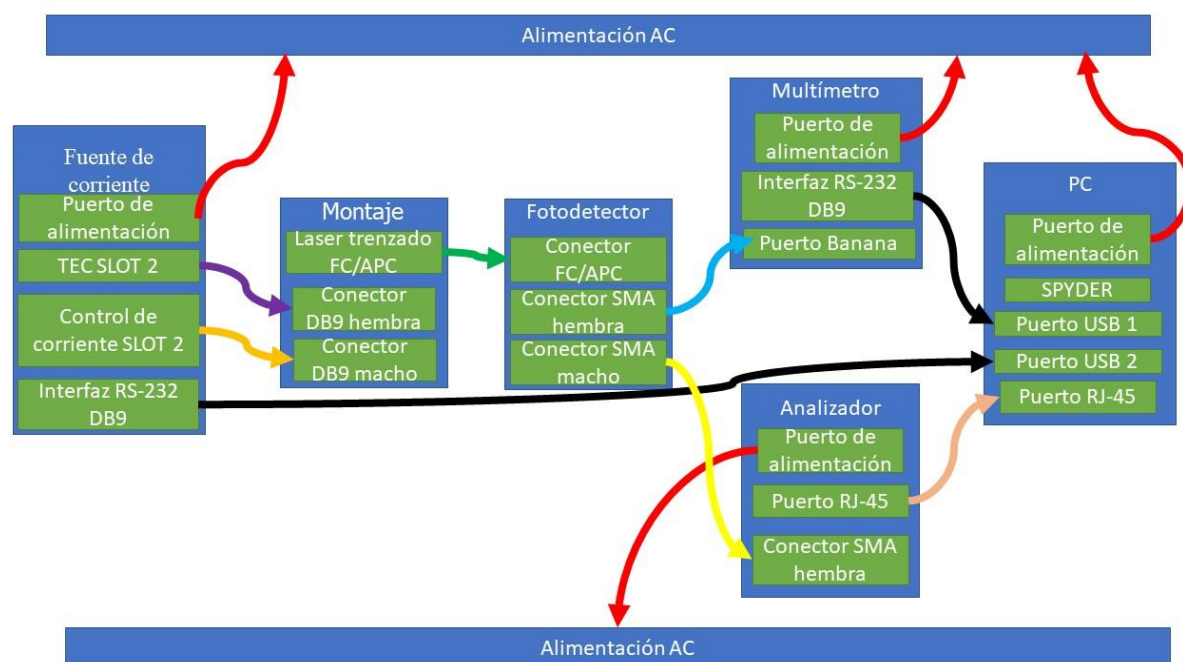 Alimentación AC
Fuente de
corriente
Puerto de
alimentación
TEC SLOT 2
Control de
corriente SLOT 2
Interfaz RS-232
DB9
Montaje
Laser trenzado
FC/APC
Conector
DB9 hembra
Conector
DB9 macho
Fotodetector
Conector
FC/APC
Conector SMA
hembra
Conector SMA
macho
Multímetro
Puerto de
alimentación
Interfaz RS-232
DB9
Puerto Banana
Analizador
Puerto de
alimentación
Puerto RJ-45
Conector SMA
hembra
PC
Puerto de
alimentación
SPYDER
Puerto USB 1
Puerto USB 2
Puerto RJ-45
Alimentación AC